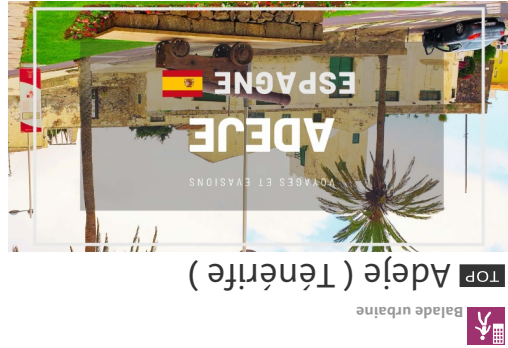 Balade urbaine
TOP Adeje ( Ténérife )
VOYAGES ET EVASIONS
ADEJE
ESPAGNE